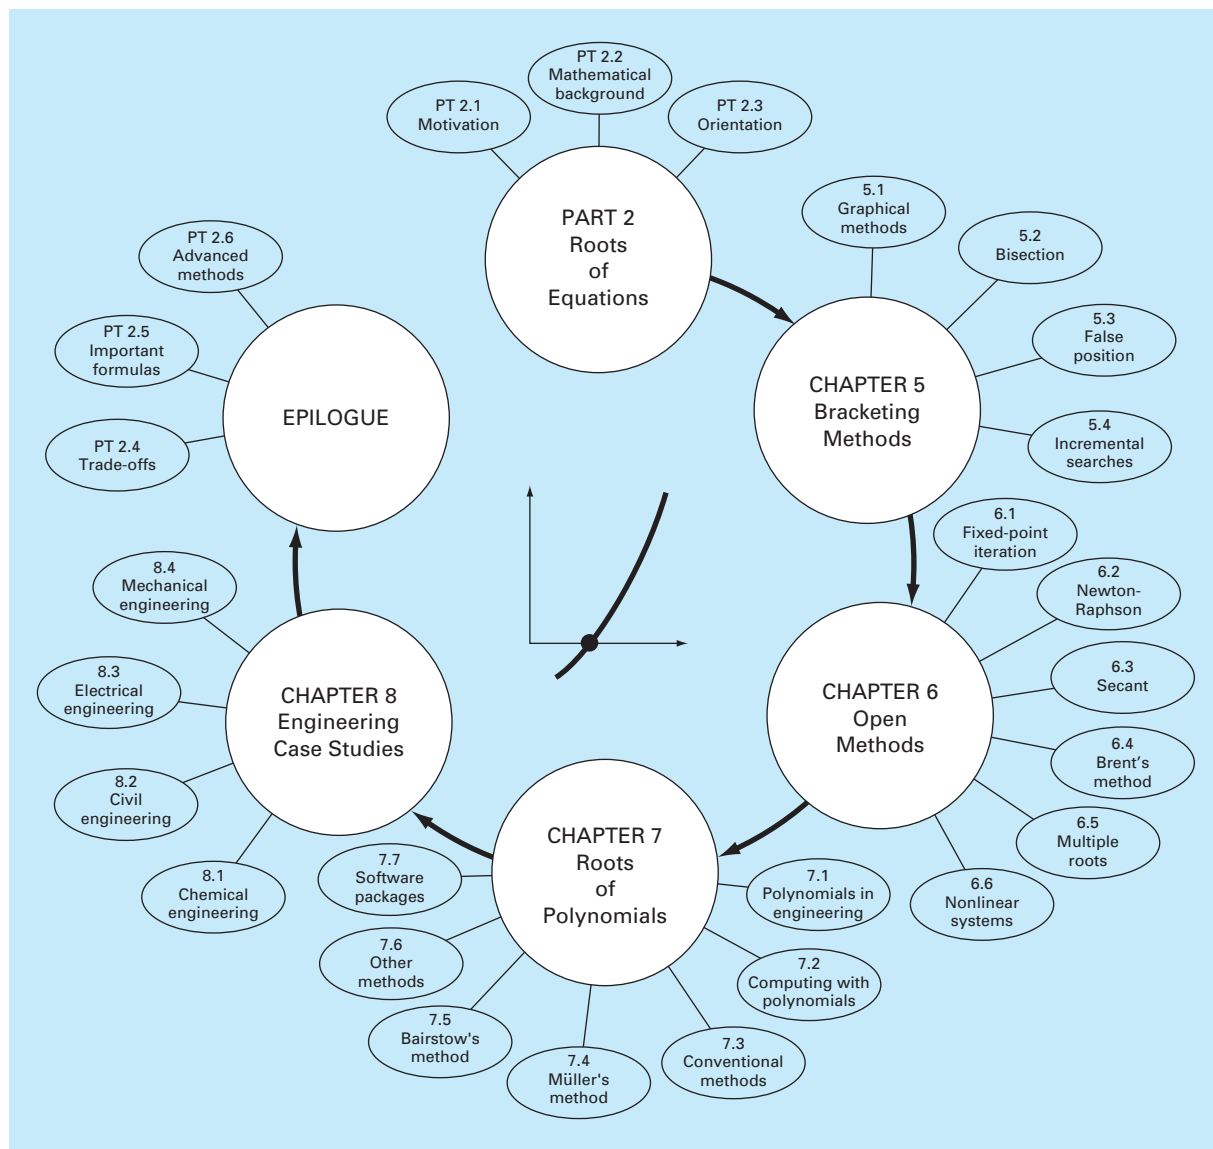 PT 2.1
Motivation
PT 2.2
Mathematical
background
PT 2.3
Orientation
PART 2
Roots
of
Equations
5.1
Graphical
methods
5.2
Bisection
5.3
False
position
5.4
Incremental
searches
CHAPTER 5
Bracketing
Methods
6.1
Fixed-point
iteration
6.2
Newton-
Raphson
6.3
Secant
6.4
Brent’s
method
6.5
Multiple
roots
6.6
Nonlinear
systems
CHAPTER 6
Open
Methods
CHAPTER 7
Roots
of
Polynomials
7.1
Polynomials in
engineering
7.2
Computing with
polynomials
7.3
Conventional
methods
7.4
Müller's
method
7.5
Bairstow's
method
7.6
Other
methods
7.7
Software
packages
CHAPTER 8
Engineering
Case Studies
8.1
Chemical
engineering
8.2
Civil
engineering
8.3
Electrical
engineering
8.4
Mechanical
engineering
EPILOGUE
PT 2.4
Trade-offs
PT 2.5
Important
formulas
PT 2.6
Advanced
methods